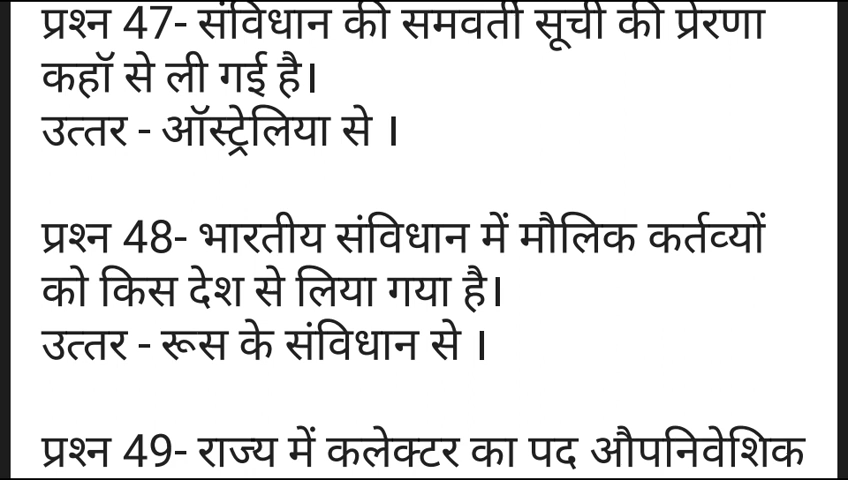 प्रश्न 47- संविधान की समवर्ती सूची की प्रेरणा
कहॉ से ली गई है।
उत्तर - ऑस्ट्रेलिया से ।
प्रश्न 48- भारतीय संविधान में मौलिक कर्तव्यों
को किस देश से लिया गया है।
उत्तर - रूस के संविधान से ।
प्रश्न 49- राज्य में कलेक्टर का पद औपनिवेशिक